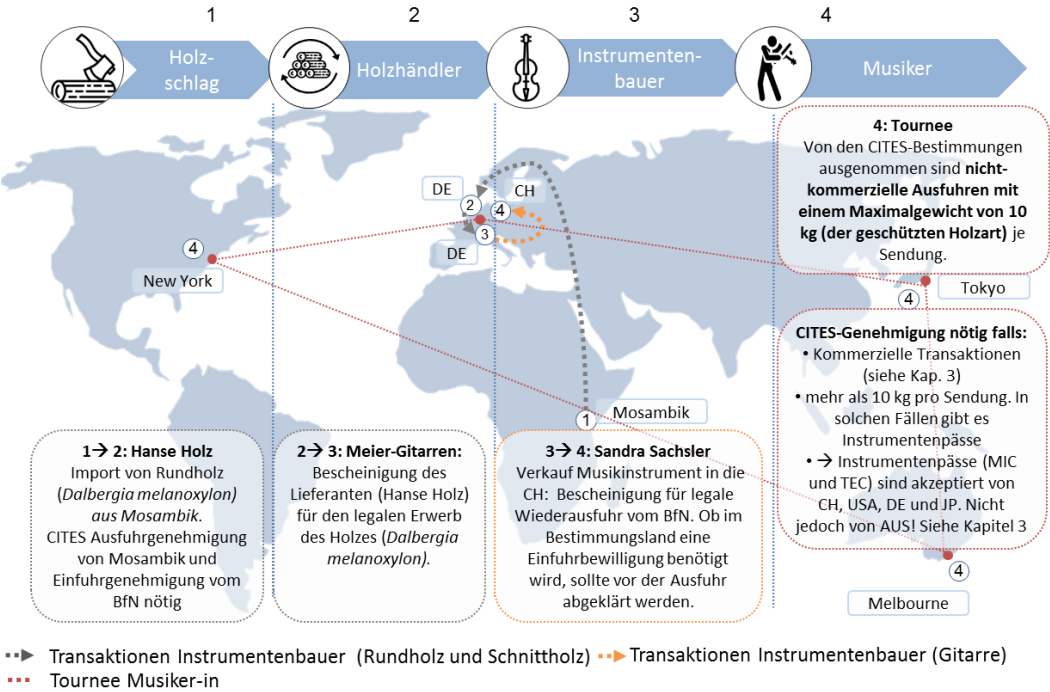 1
2
3
4
Holz-
schlag
Holzhändler
Instrumenten-
bauer
Musiker
4: Tournee
Von den CITES-Bestimmungen
ausgenommen sind nicht-
kommerzielle Ausfuhren mit
einem Maximalgewicht von 10
kg (der geschützten Holzart) je
Sendung.
DE
CH
2
4
3
DE
4
New York
Tokyo
4
CITES-Genehmigung nötig falls:
• Kommerzielle Transaktionen
(siehe Kap. 3)
• mehr als 10 kg pro Sendung. In
solchen Fällen gibt es
Instrumentenpässe
• → Instrumentenpässe (MIC
und TEC) sind akzeptiert von
CH, USA, DE und JP. Nicht
jedoch von AUS! Siehe Kapitel 3
Mosambik
1
1→ 2: Hanse Holz
Import von Rundholz
(Dalbergia melanoxylon)
aus Mosambik.
CITES Ausfuhrgenehmigung
von Mosambik und
Einfuhrgenehmigung vom
BfN nötig
2→ 3: Meier-Gitarren:
Bescheinigung des
Lieferanten (Hanse Holz)
für den legalen Erwerb
des Holzes (Dalbergia
melanoxylon).
3→ 4: Sandra Sachsler
Verkauf Musikinstrument in die
CH: Bescheinigung für legale
Wiederausfuhr vom BfN. Ob im
Bestimmungsland eine
Einfuhrbewilligung benötigt
wird, sollte vor der Ausfuhr
abgeklärt werden.
4
Melbourne
Transaktionen Instrumentenbauer (Rundholz und Schnittholz)
Transaktionen Instrumentenbauer (Gitarre)
Tournee Musiker-in